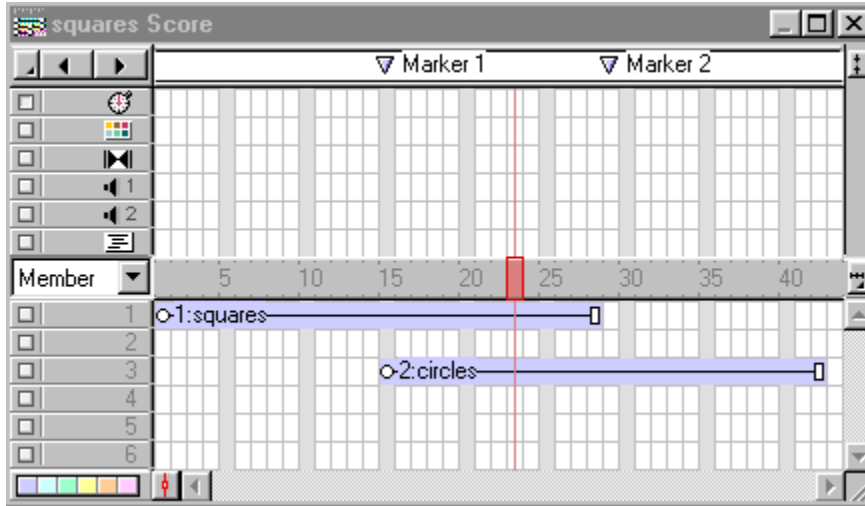 squares Score
Marker 1 Marker 2
1
2
Member 5 10 15 20 25 30 35 40
1 1:squares
2
3 2:circles
4
5
6